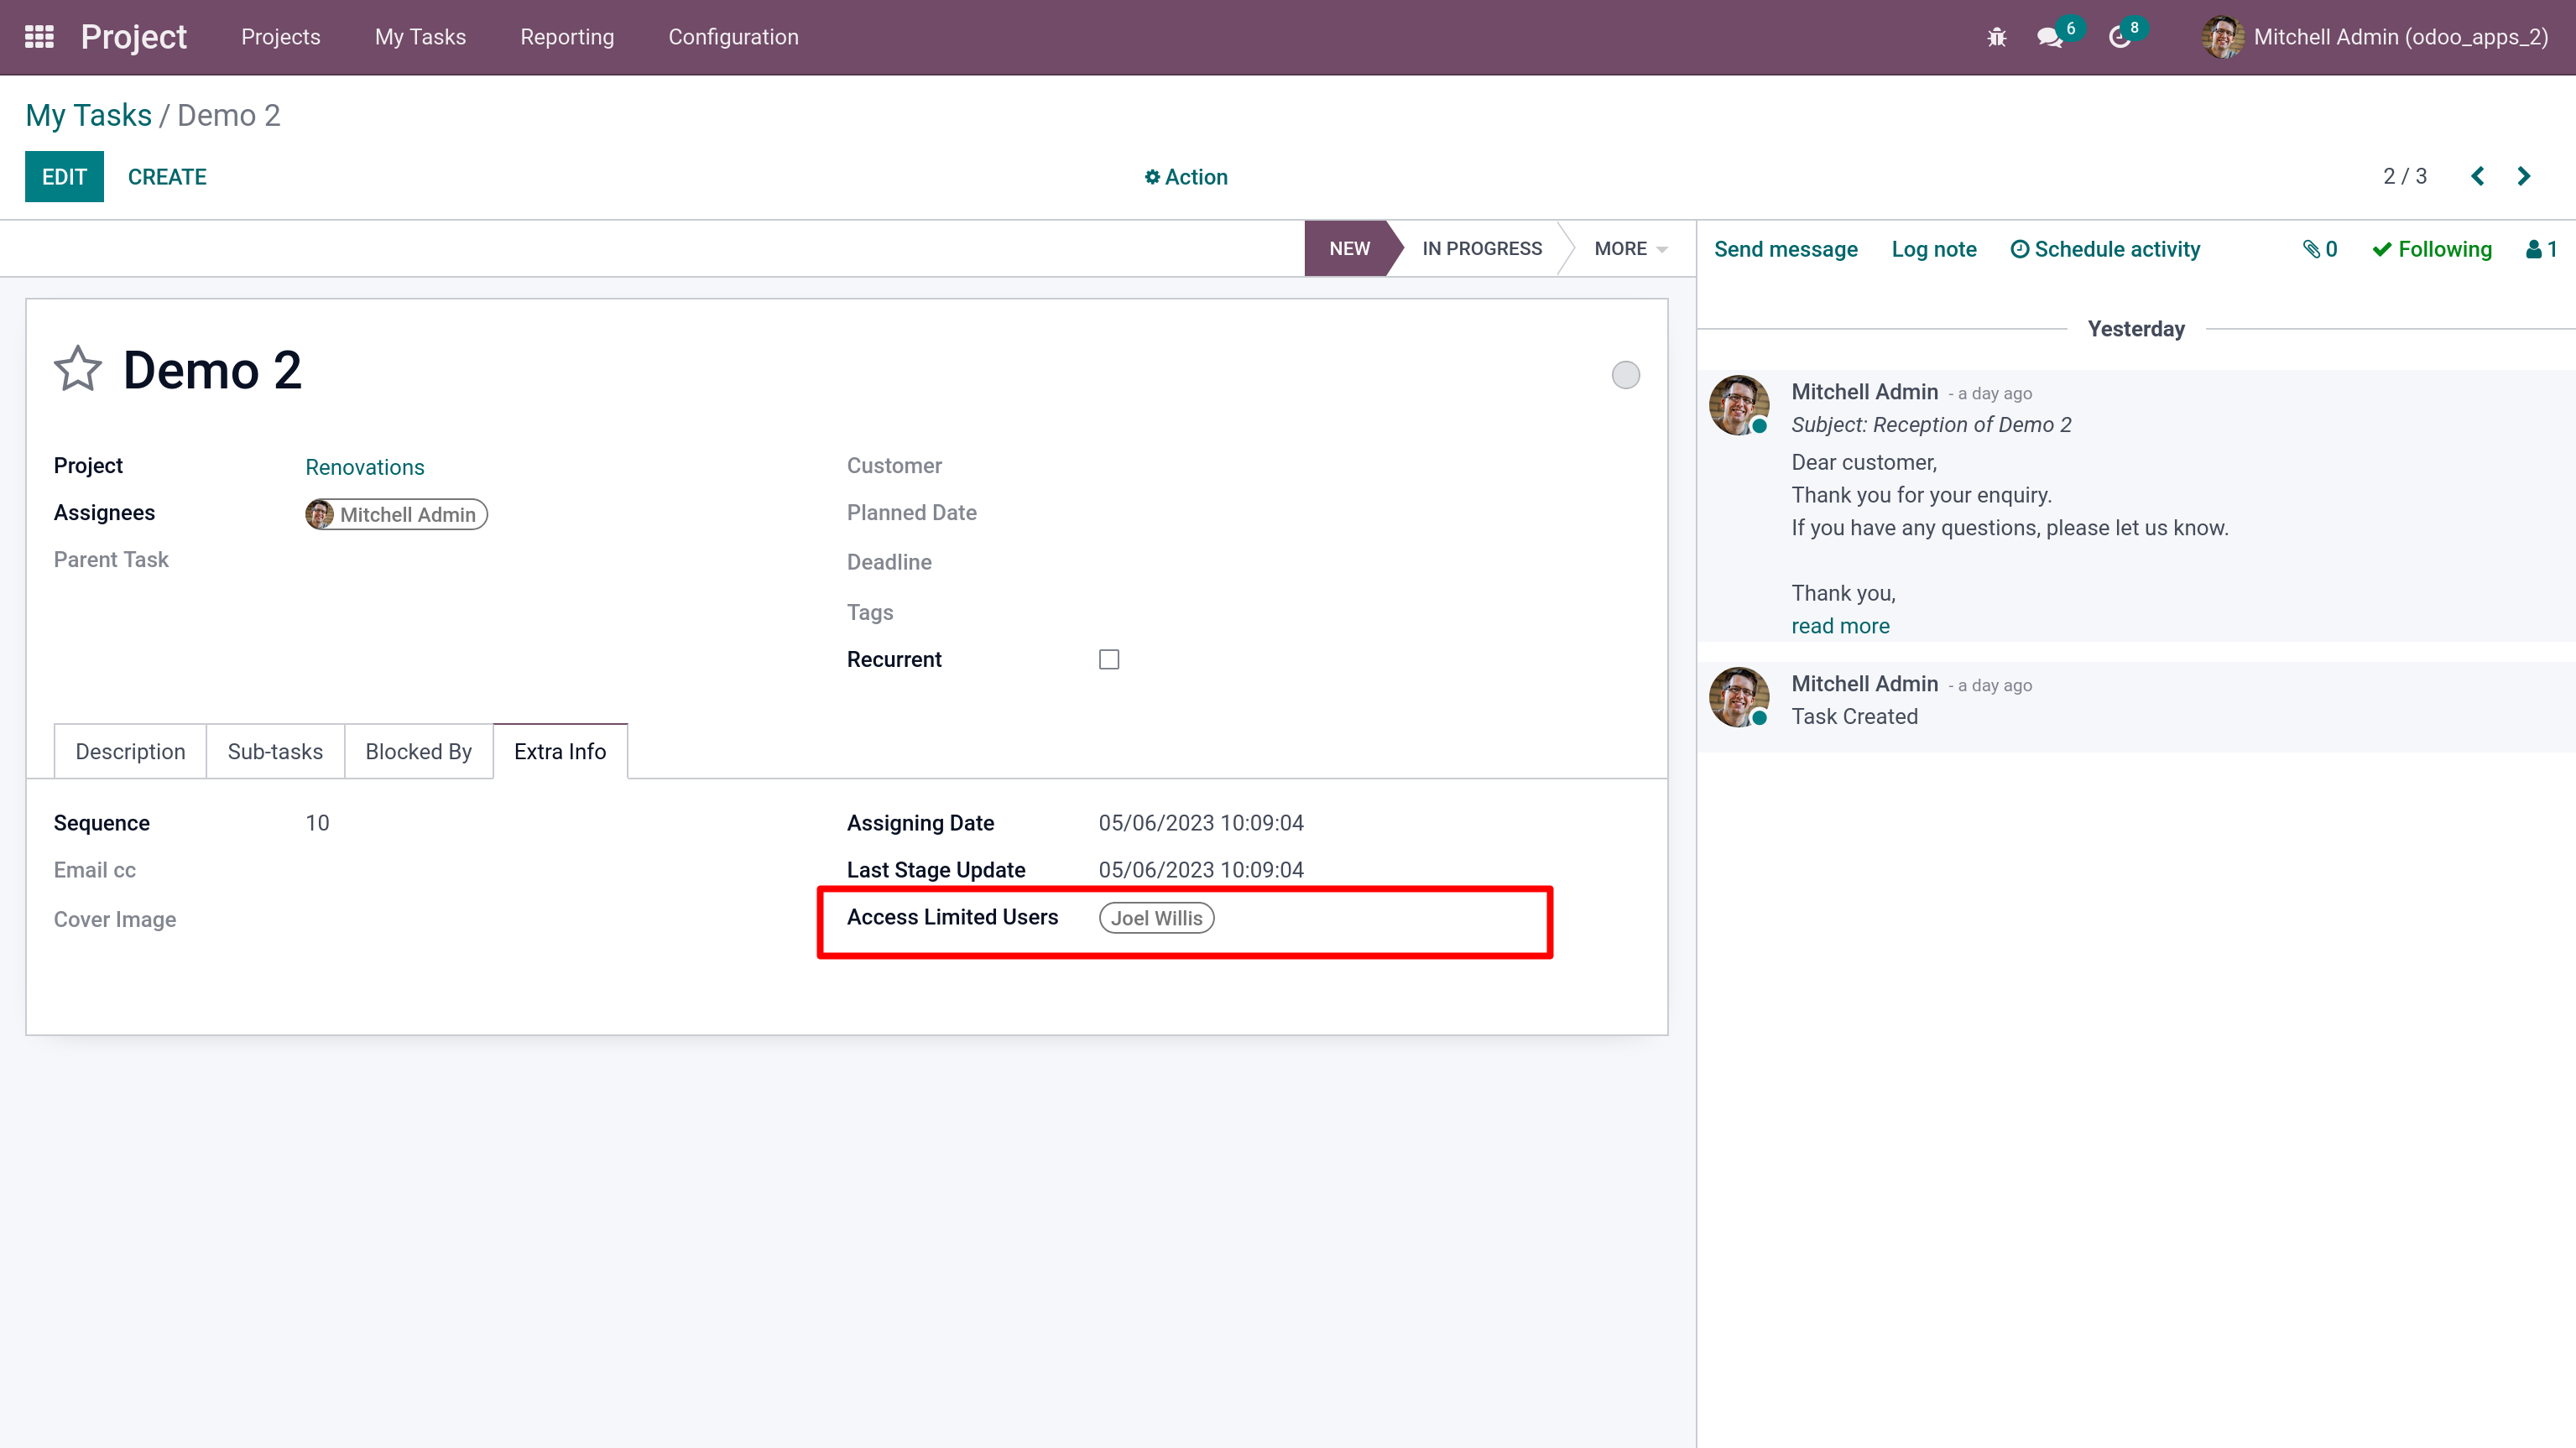 Project Projects My Tasks Reporting Configuration 6 8 Mitchell Admin (odoo_apps_2)
My Tasks / Demo 2
EDIT CREATE Action 2 / 3
NEW IN PROGRESS MORE
Send message Log note Schedule activity 0 Following 1
Demo 2
Project Renovations
Assignees Mitchell Admin
Parent Task
Customer
Planned Date
Deadline
Tags
Recurrent
Description Sub-tasks Blocked By Extra Info
Sequence 10
Email cc
Cover Image
Assigning Date 05/06/2023 10:09:04
Last Stage Update 05/06/2023 10:09:04
Access Limited Users Joel Willis
Yesterday
Mitchell Admin - a day ago
Subject: Reception of Demo 2
Dear customer,
Thank you for your enquiry.
If you have any questions, please let us know.
Thank you,
read more
Mitchell Admin - a day ago
Task Created